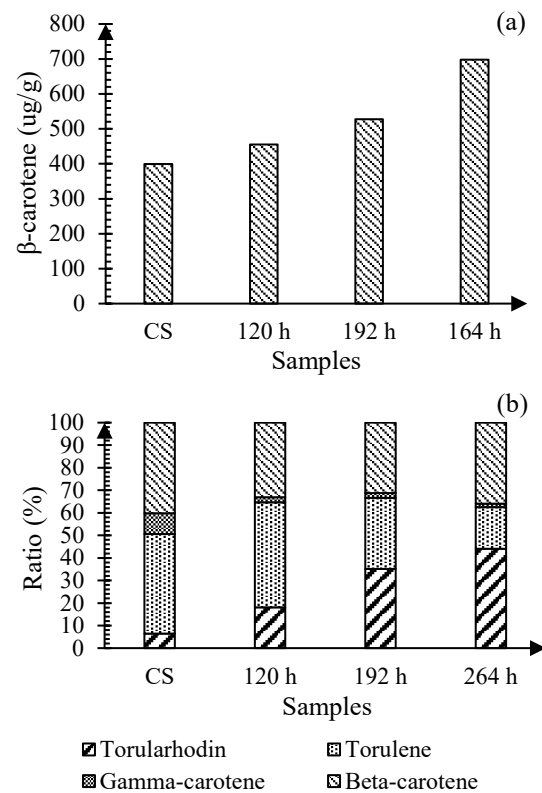 (a)
β-carotene (ug/g)
800
700
600
500
400
300
200
100
0
CS 120 h 192 h 164 h
Samples
(b)
Ratio (%)
100
90
80
70
60
50
40
30
20
10
0
CS 120 h 192 h 264 h
Samples
Torularhodin Torulene
Gamma-carotene Beta-carotene